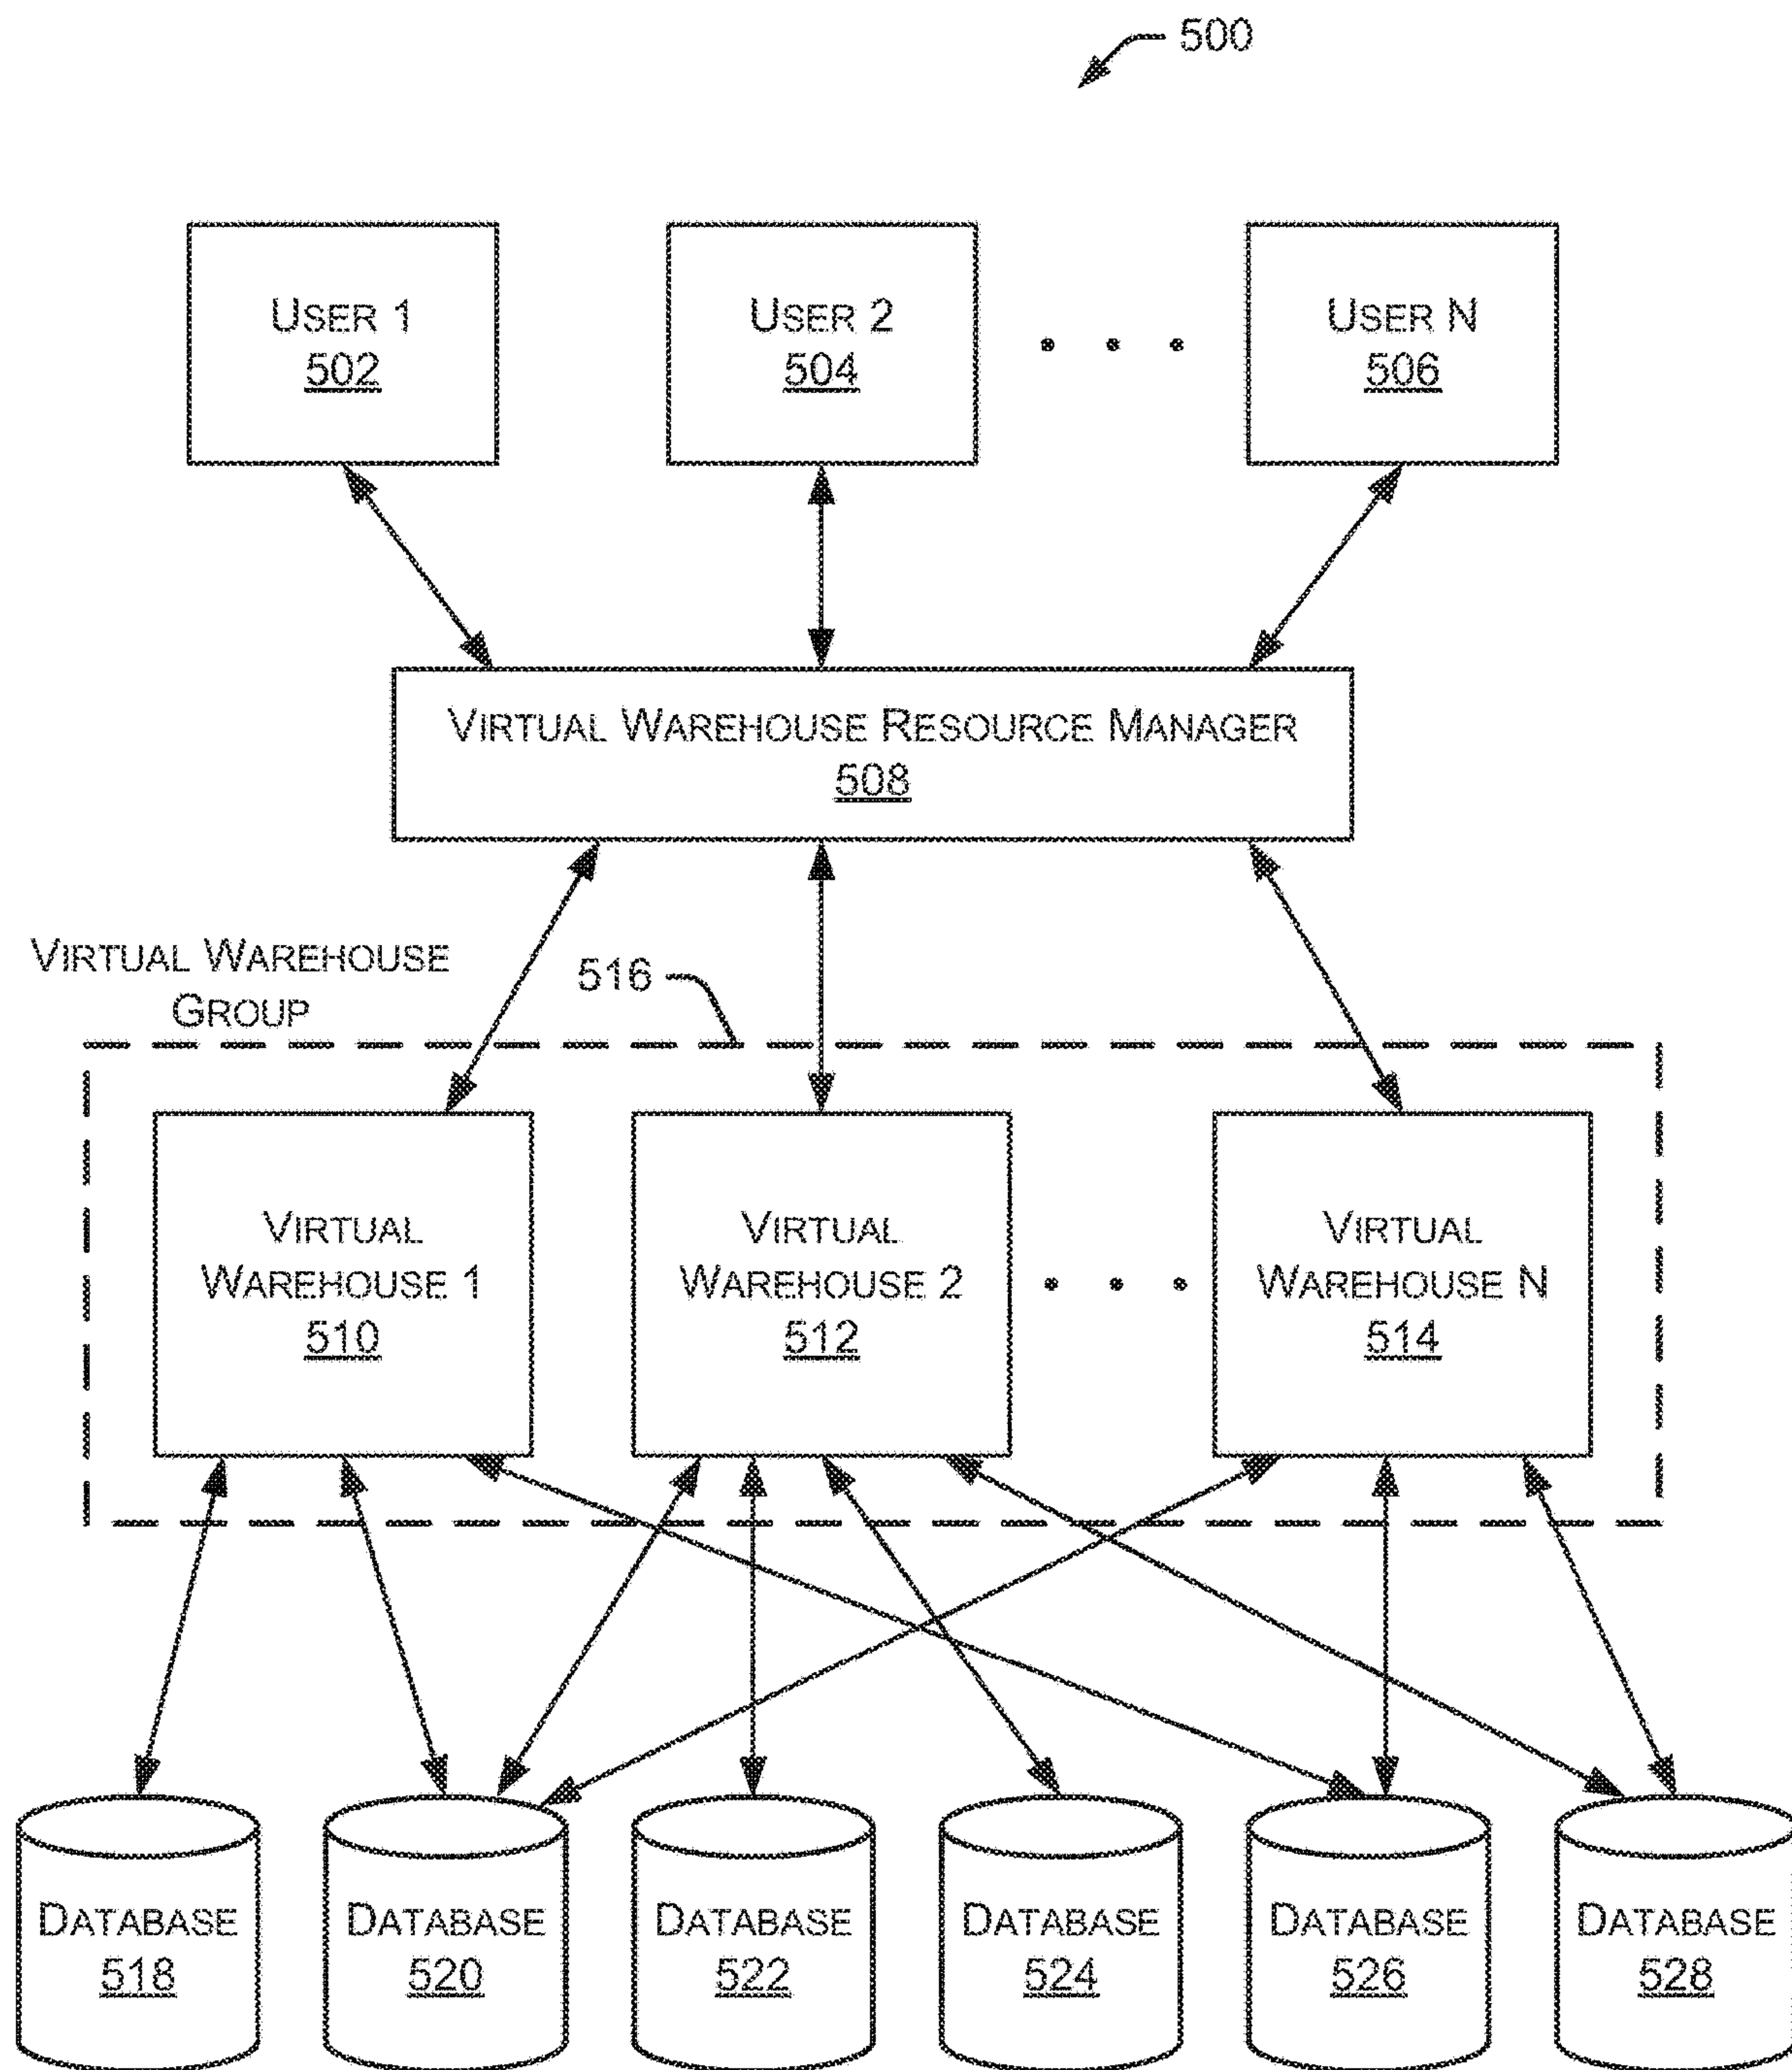 500
USER 1
502
USER 2
504
USER N
506
VIRTUAL WAREHOUSE RESOURCE MANAGER
508
VIRTUAL WAREHOUSE
GROUP
516
VIRTUAL
WAREHOUSE 1
510
VIRTUAL
WAREHOUSE 2
512
VIRTUAL
WAREHOUSE N
514
DATABASE
518
DATABASE
520
DATABASE
522
DATABASE
524
DATABASE
526
DATABASE
528